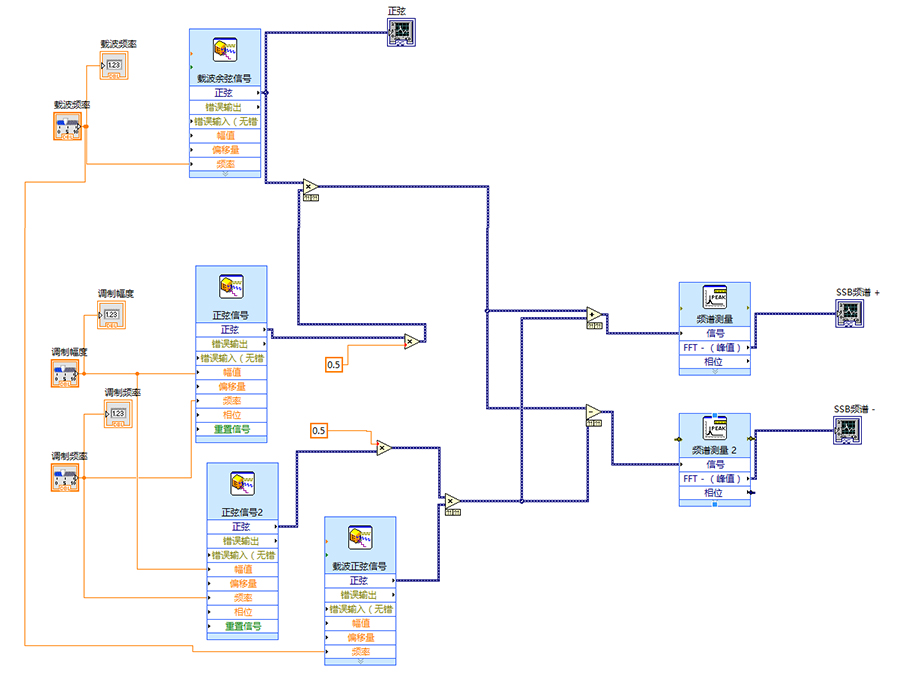 正弦
载波频率
123
载波频率
载波余弦信号
正弦
错误输出
错误输入（无错
幅值
偏移量
频率
调制幅度
123
调制幅度
调制频率
123
调制频率
正弦信号
正弦
错误输出
错误输入（无错
幅值
偏移量
频率
相位
重置信号
0.5
0.5
正弦信号2
正弦
错误输出
错误输入（无错
幅值
偏移量
频率
相位
重置信号
载波正弦信号
正弦
错误输出
错误输入（无错
幅值
偏移量
频率
PEAK
频谱测量
信号
FFT -（峰值）
相位
SSB频谱 +
PEAK
频谱测量 2
信号
FFT -（峰值）
相位
SSB频谱 -